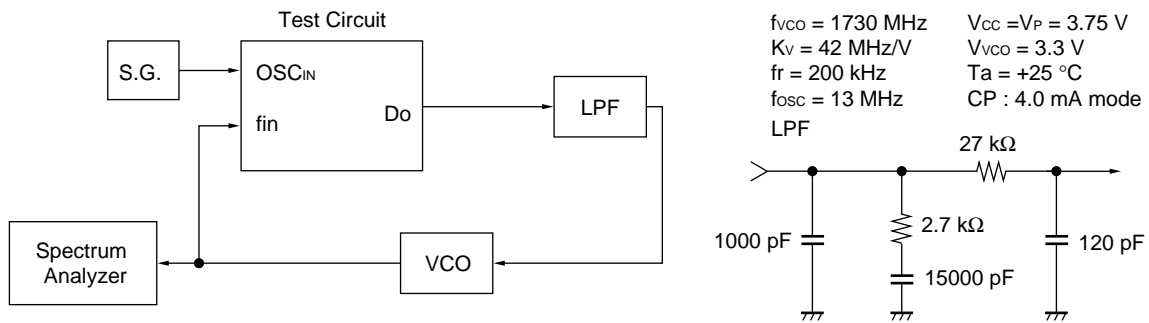 Test Circuit
S.G.
OSCIN
fin
Do
LPF
VCO
Spectrum
Analyzer
fVCO = 1730 MHz
KV = 42 MHz/V
fr = 200 kHz
fOSC = 13 MHz
LPF
VCC =VP = 3.75 V
VVCO = 3.3 V
Ta = +25 °C
CP : 4.0 mA mode
27 kΩ
2.7 kΩ
1000 pF
15000 pF
120 pF